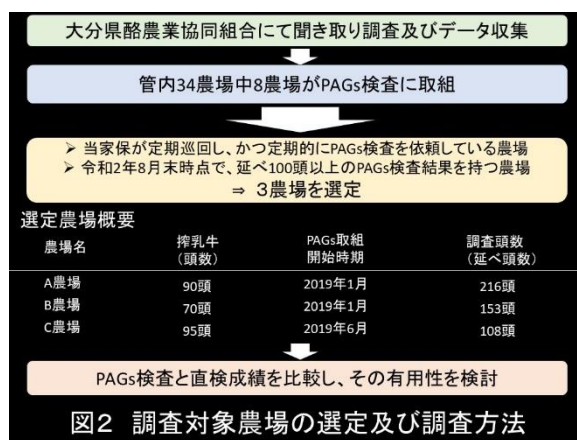 大分県酪農業協同組合にて聞き取り調査及びデータ収集
管内34農場中8農場がPAGs検査に取組
➢ 当家保が定期巡回し、かつ定期的にPAGs検査を依頼している農場
➢ 令和2年8月末時点で、延べ100頭以上のPAGs検査結果を持つ農場
⇒ 3農場を選定
選定農場概要
農場名 搾乳牛(頭数) PAGs取組開始時期 調査頭数(延べ頭数)
A農場 90頭 2019年1月 216頭
B農場 70頭 2019年1月 153頭
C農場 95頭 2019年6月 108頭
PAGs検査と直検成績を比較し、その有用性を検討
図2 調査対象農場の選定及び調査方法